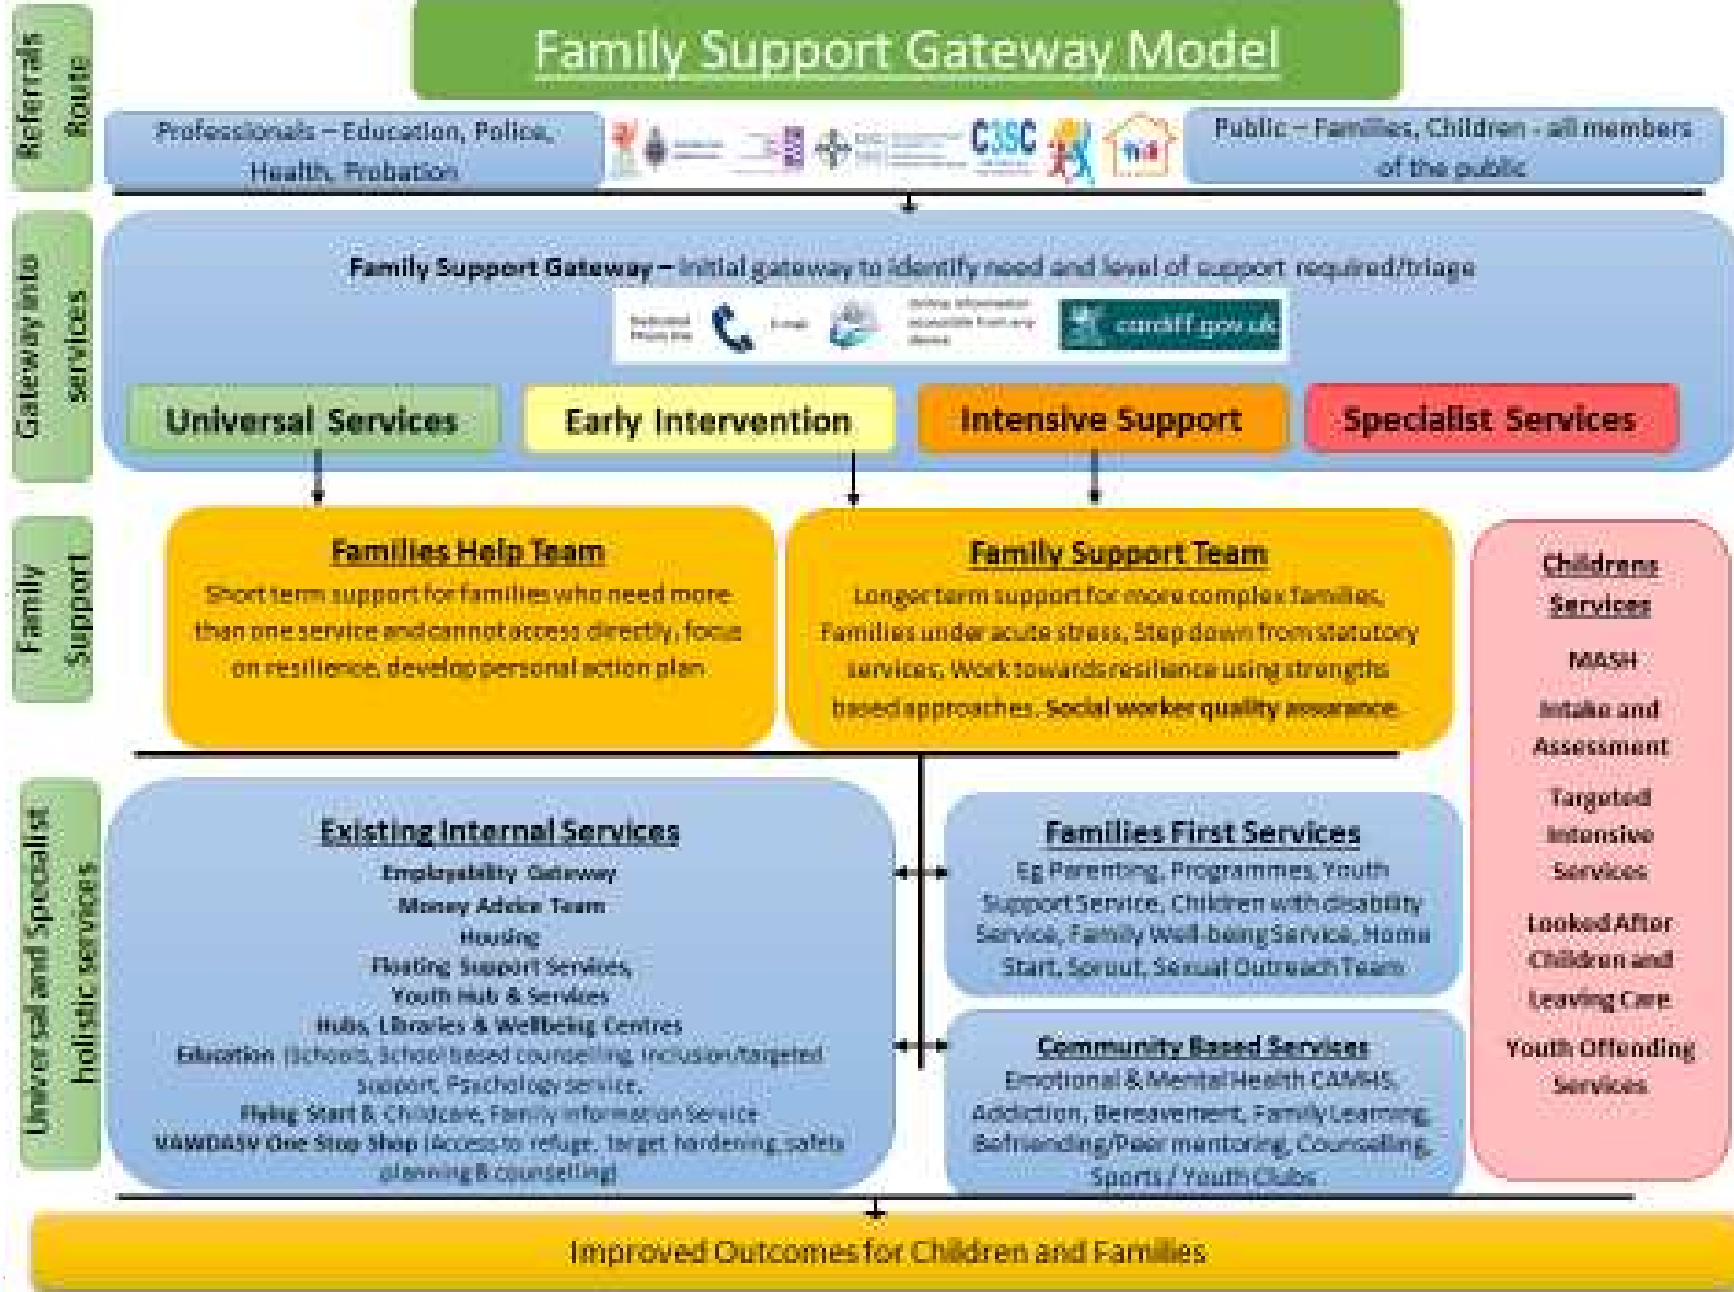 Family Support Gateway Model
Referrals
Route
Professionals – Education, Police,
Health, Probation
C3SC
Public – Families, Children - all members
of the public
Gateway into
services
Family Support Gateway – Initial gateway to identify need and level of support required/triage
E-mail
Online information
accessible from any
device
cardiff.gov.uk
Universal Services
Early Intervention
Intensive Support
Specialist Services
Family
Support
Families Help Team
Short term support for families who need more
than one service and cannot access directly, focus
on resilience, develop personal action plan
Family Support Team
Longer term support for more complex families,
Families under acute stress, Step down from statutory
services, Work towards resilience using strengths
based approaches. Social worker quality assurance.
Childrens
Services
MASH
Intake and
Assessment
Targeted
Intensive
Services
Looked After
Children and
Leaving Care
Youth Offending
Services
Universal and Specialist
holistic services
Existing Internal Services
Employability Gateway
Money Advice Team
Housing
Floating Support Services,
Youth Hub & Services
Hubs, Libraries & Wellbeing Centres
Education (Schools, School based counselling, Inclusion/targeted
support, Psychology service,
Flying Start & Childcare, Family Information Service
VAWDASV One Stop Shop (Access to refuge, target hardening, safety
planning & counselling)
Families First Services
Eg Parenting, Programmes, Youth
Support Service, Children with disability
Service, Family Well-being Service, Home
Start, Sprout, Sexual Outreach Team
Community Based Services
Emotional & Mental Health CAMHS,
Addiction, Bereavement, Family Learning,
Befriending/Peer mentoring, Counselling,
Sports / Youth Clubs
Improved Outcomes for Children and Families